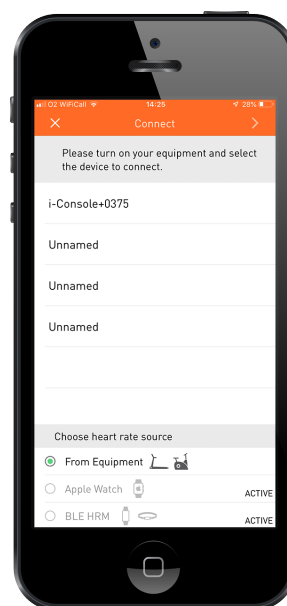 O2 WiFiCall 14:25 28%
Connect
Please turn on your equipment and select
the device to connect.
i-Console+0375
Unnamed
Unnamed
Unnamed
Choose heart rate source
From Equipment
Apple Watch ACTIVE
BLE HRM ACTIVE